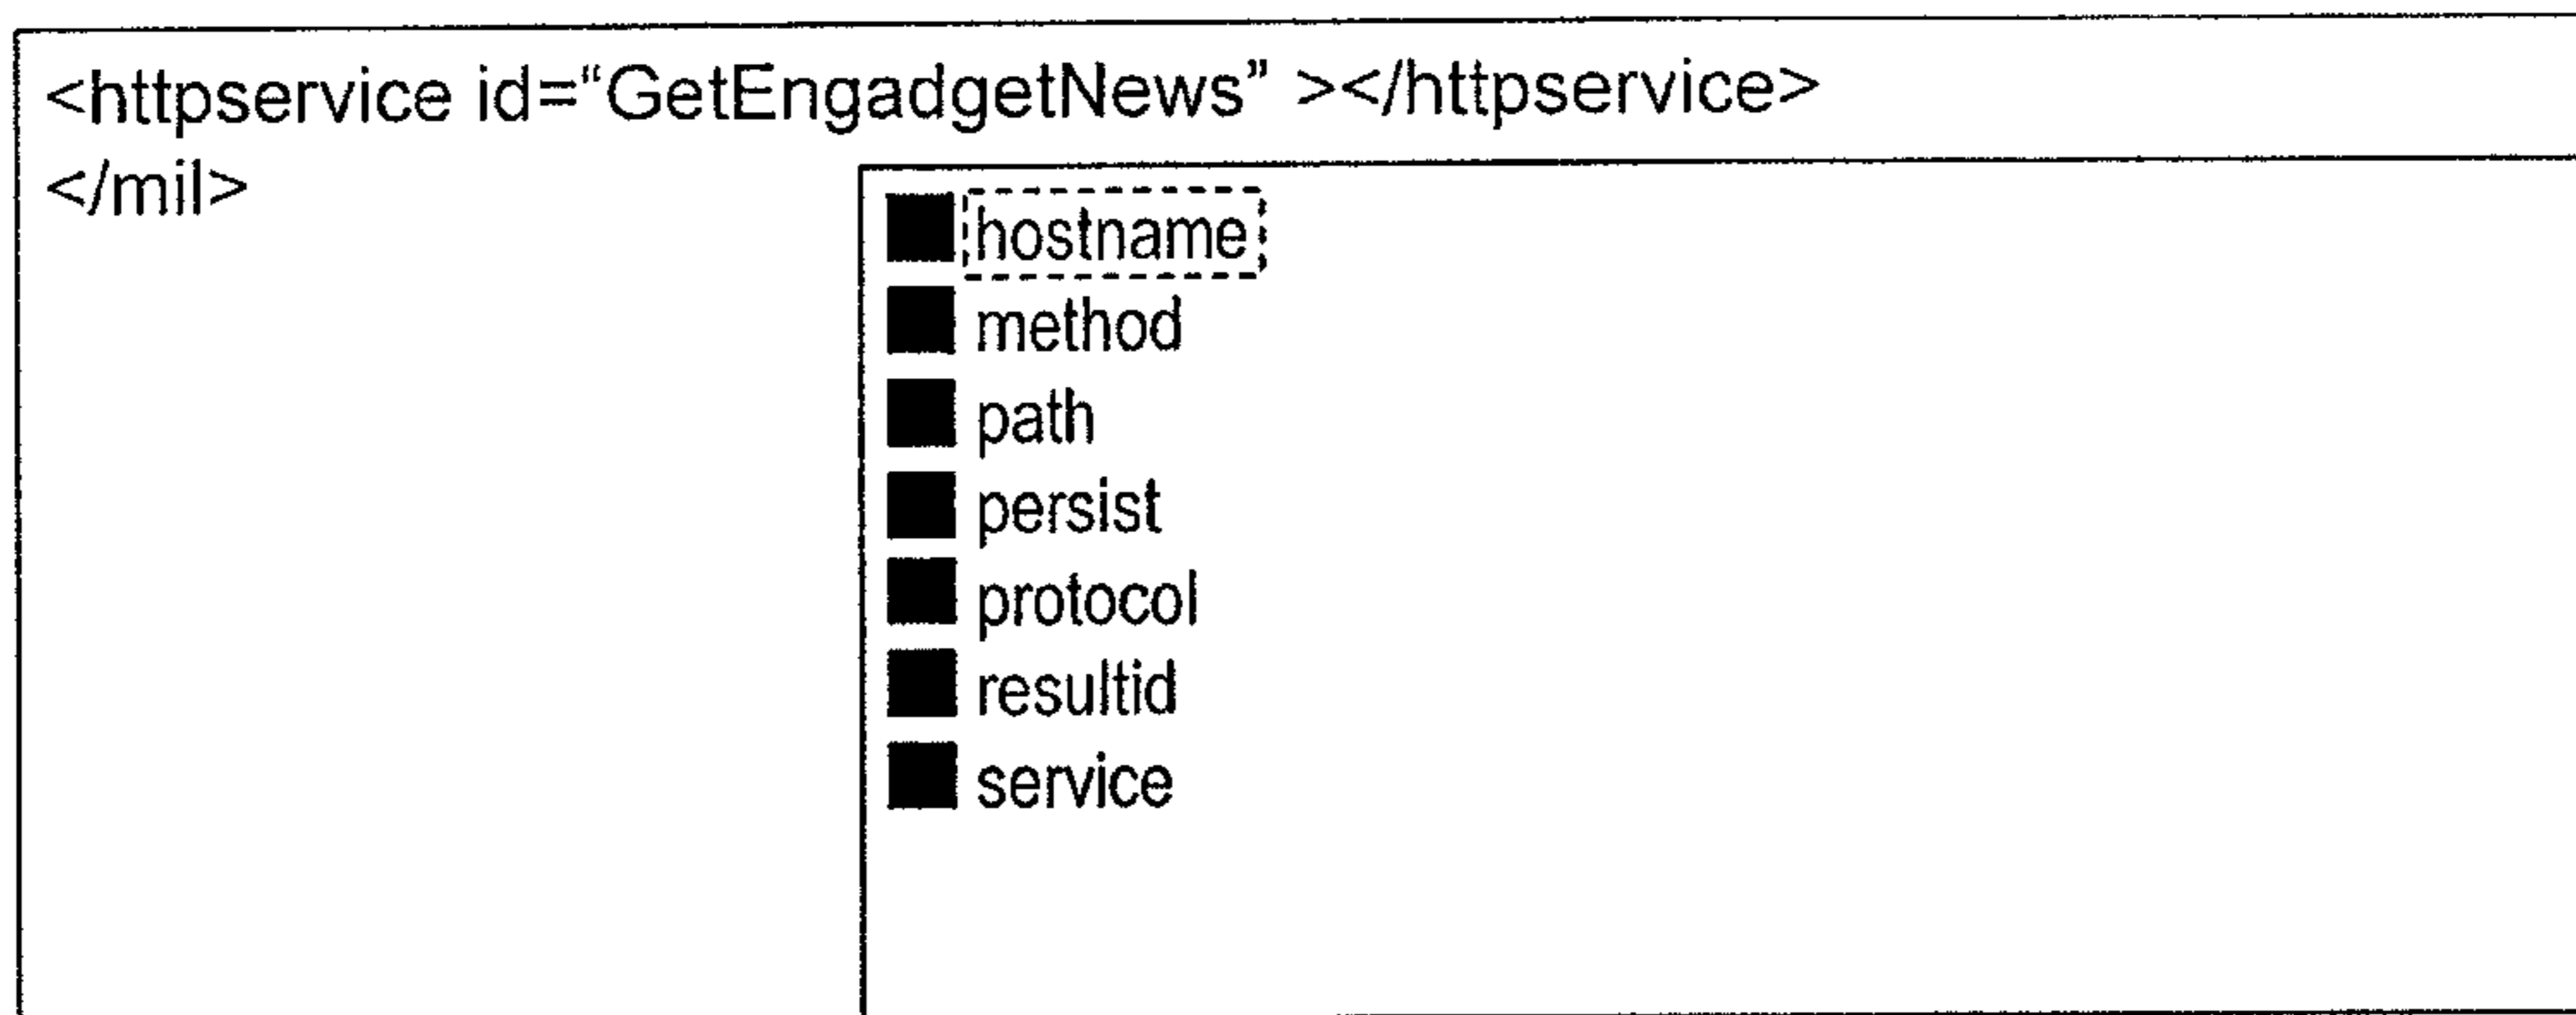 <httpservice id=“GetEngadgetNews” ></httpservice>
</mil>
hostname
method
path
persist
protocol
resultid
service